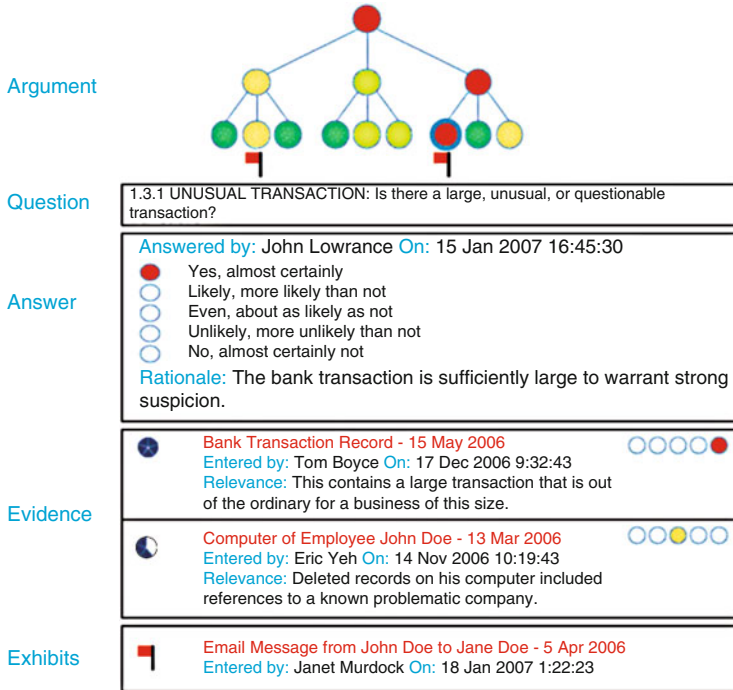 Argument
Question
1.3.1 UNUSUAL TRANSACTION: Is there a large, unusual, or questionable
transaction?
Answer
Answered by: John Lowrance On: 15 Jan 2007 16:45:30
Yes, almost certainly
Likely, more likely than not
Even, about as likely as not
Unlikely, more unlikely than not
No, almost certainly not
Rationale: The bank transaction is sufficiently large to warrant strong
suspicion.
Evidence
Bank Transaction Record - 15 May 2006
Entered by: Tom Boyce On: 17 Dec 2006 9:32:43
Relevance: This contains a large transaction that is out
of the ordinary for a business of this size.
Computer of Employee John Doe - 13 Mar 2006
Entered by: Eric Yeh On: 14 Nov 2006 10:19:43
Relevance: Deleted records on his computer included
references to a known problematic company.
Exhibits
Email Message from John Doe to Jane Doe - 5 Apr 2006
Entered by: Janet Murdock On: 18 Jan 2007 1:22:23